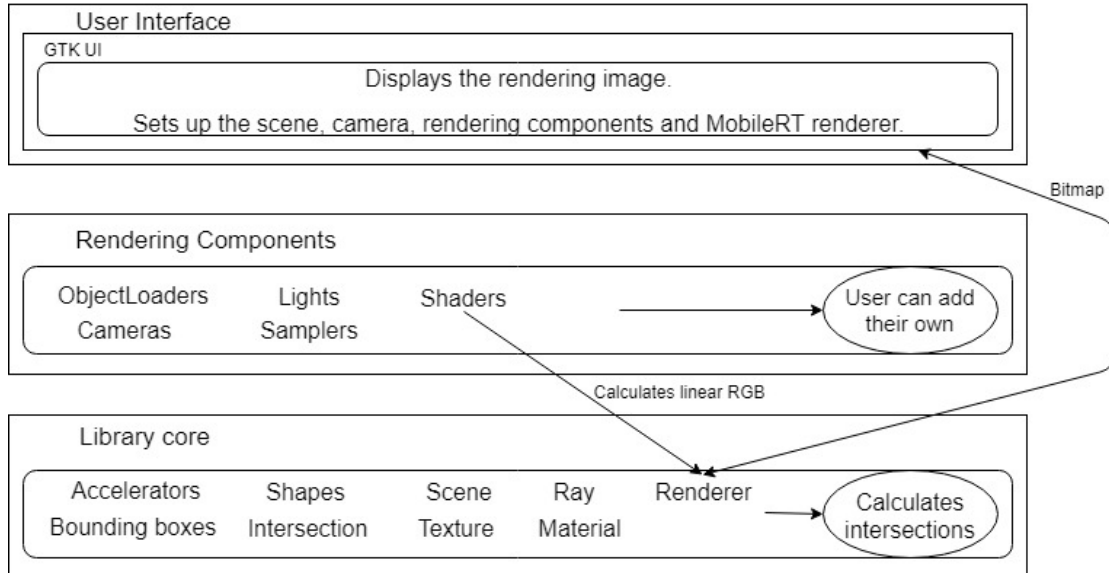 User Interface
GTK UI
Displays the rendering image.
Sets up the scene, camera, rendering components and MobileRT renderer.
Bitmap
Rendering Components
ObjectLoaders Lights Shaders
Cameras Samplers
User can add
their own
Calculates linear RGB
Library core
Accelerators Shapes Scene Ray Renderer
Bounding boxes Intersection Texture Material
Calculates
intersections